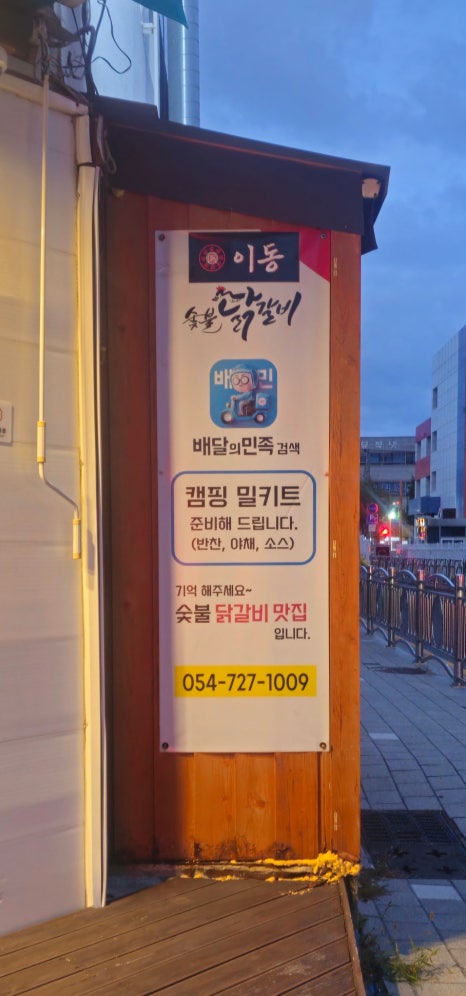 이동
숯불 닭갈비
배민
배달의민족 검색
캠핑 밀키트
준비해 드립니다.
(반찬, 야채, 소스)
기억 해주세요~
숯불 닭갈비 맛집
입니다.
054-727-1009